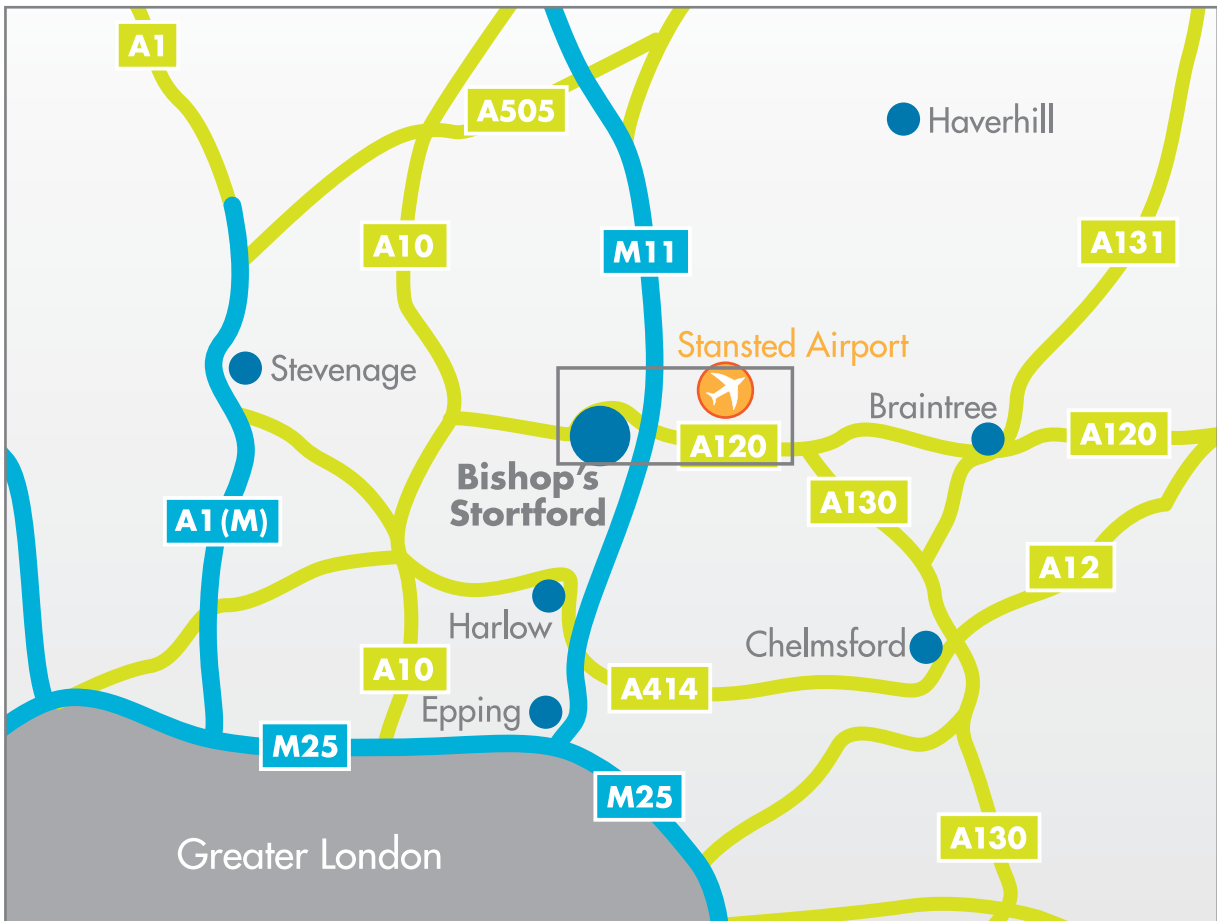 A1
A505
Haverhill
A10
M11
A131
Stansted Airport
Stevenage
Braintree
A120
A120
Bishop's
Stortford
A130
A1(M)
A12
Harlow
Chelmsford
A10
A414
Epping
M25
M25
A130
Greater London